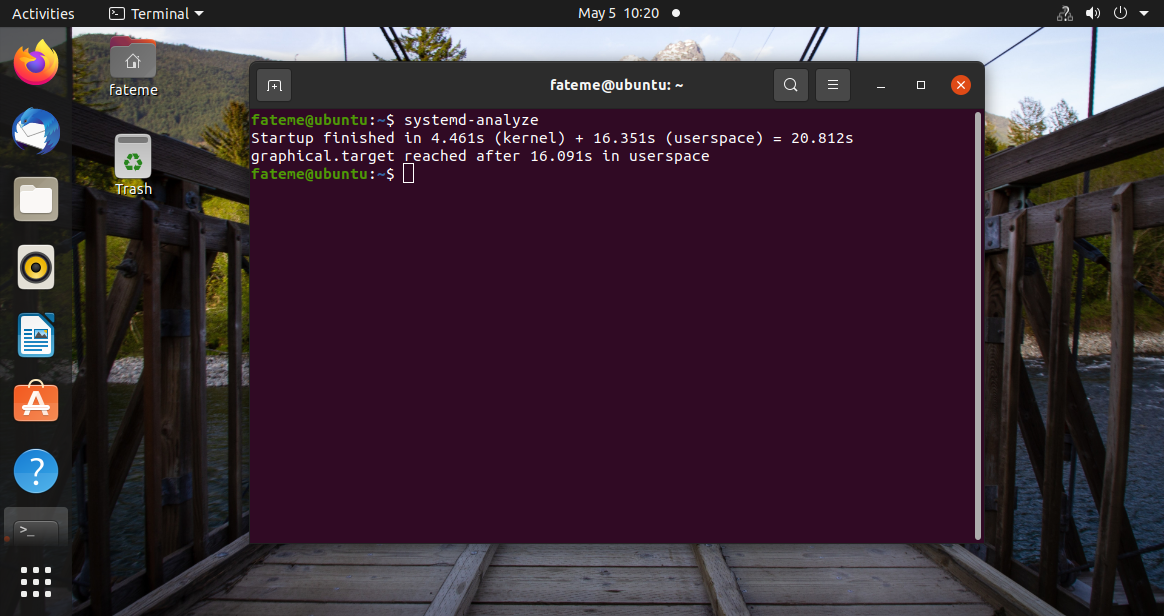 Activities Terminal May 5 10:20
fateme
Trash
fateme@ubuntu: ~
fateme@ubuntu:~$ systemd-analyze
Startup finished in 4.461s (kernel) + 16.351s (userspace) = 20.812s
graphical.target reached after 16.091s in userspace
fateme@ubuntu:~$